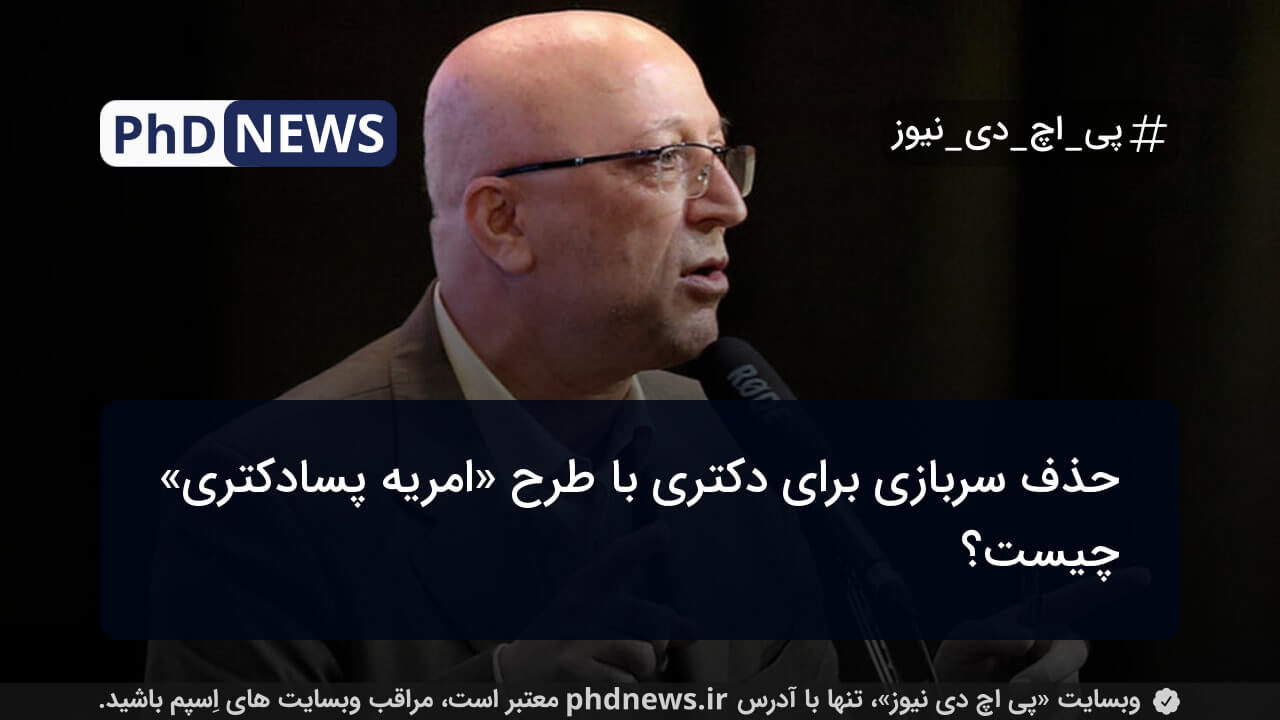 PhD NEWS
#پی_اچ_دی_نیوز
RØDE
حذف سربازی برای دکتری با طرح «امریه پسادکتری»
چیست؟
وبسایت «پی اچ دی نیوز»، تنها با آدرس phdnews.ir معتبر است، مراقب وبسایت های اِسپم باشید.